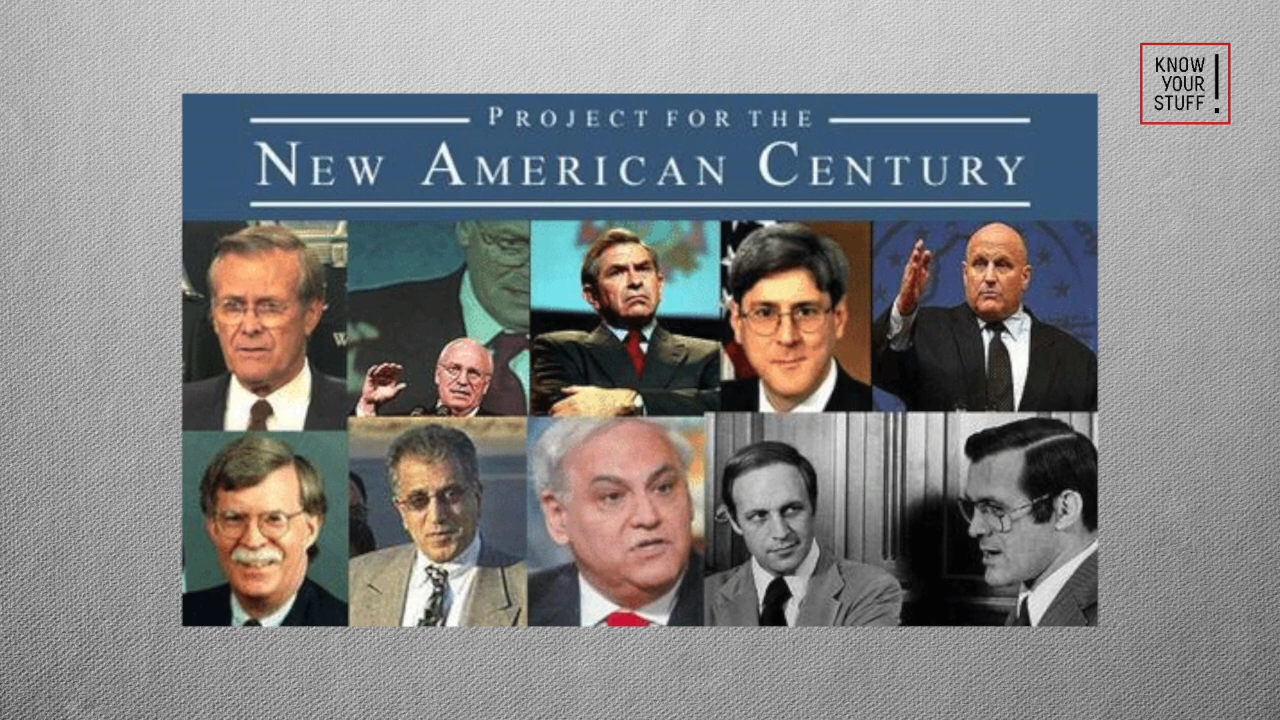 PROJECT FOR THE
NEW AMERICAN CENTURY
KNOW
YOUR
STUFF!